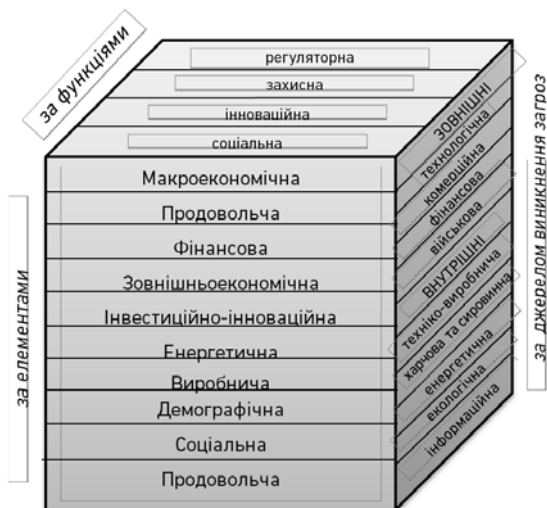 за функціями
регуляторна
захисна
інноваційна
соціальна
за елементами
Макроекономічна
Продовольча
Фінансова
Зовнішньоекономічна
Інвестиційно-інноваційна
Енергетична
Виробнича
Демографічна
Соціальна
Продовольча
за джерелом виникнення загроз
ЗОВНІШНІ
технологічна
комерційна
фінансова
військова
ВНУТРІШНІ
техніко-виробнича
харчова та сировинна
енергетична
екологічна
інформаційна